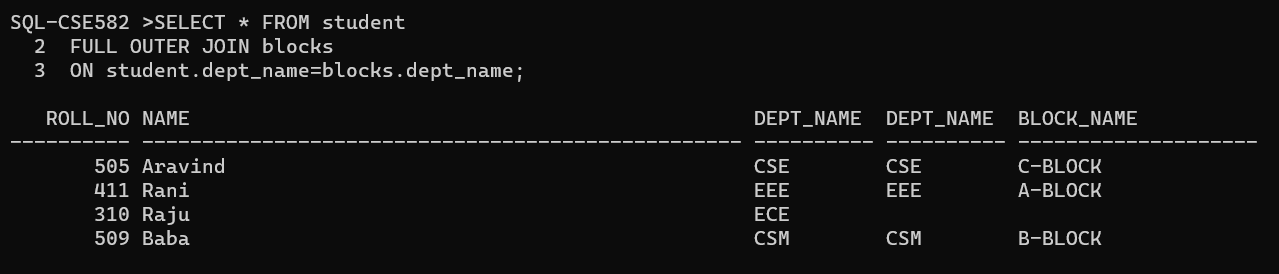 SQL-CSE582 >SELECT * FROM student
  2  FULL OUTER JOIN blocks
  3  ON student.dept_name=blocks.dept_name;

   ROLL_NO NAME                                               DEPT_NAME  DEPT_NAME  BLOCK_NAME
---------- -------------------------------------------------- ---------- ---------- --------------------
       505 Aravind                                            CSE        CSE        C-BLOCK
       411 Rani                                               EEE        EEE        A-BLOCK
       310 Raju                                               ECE
       509 Baba                                               CSM        CSM        B-BLOCK